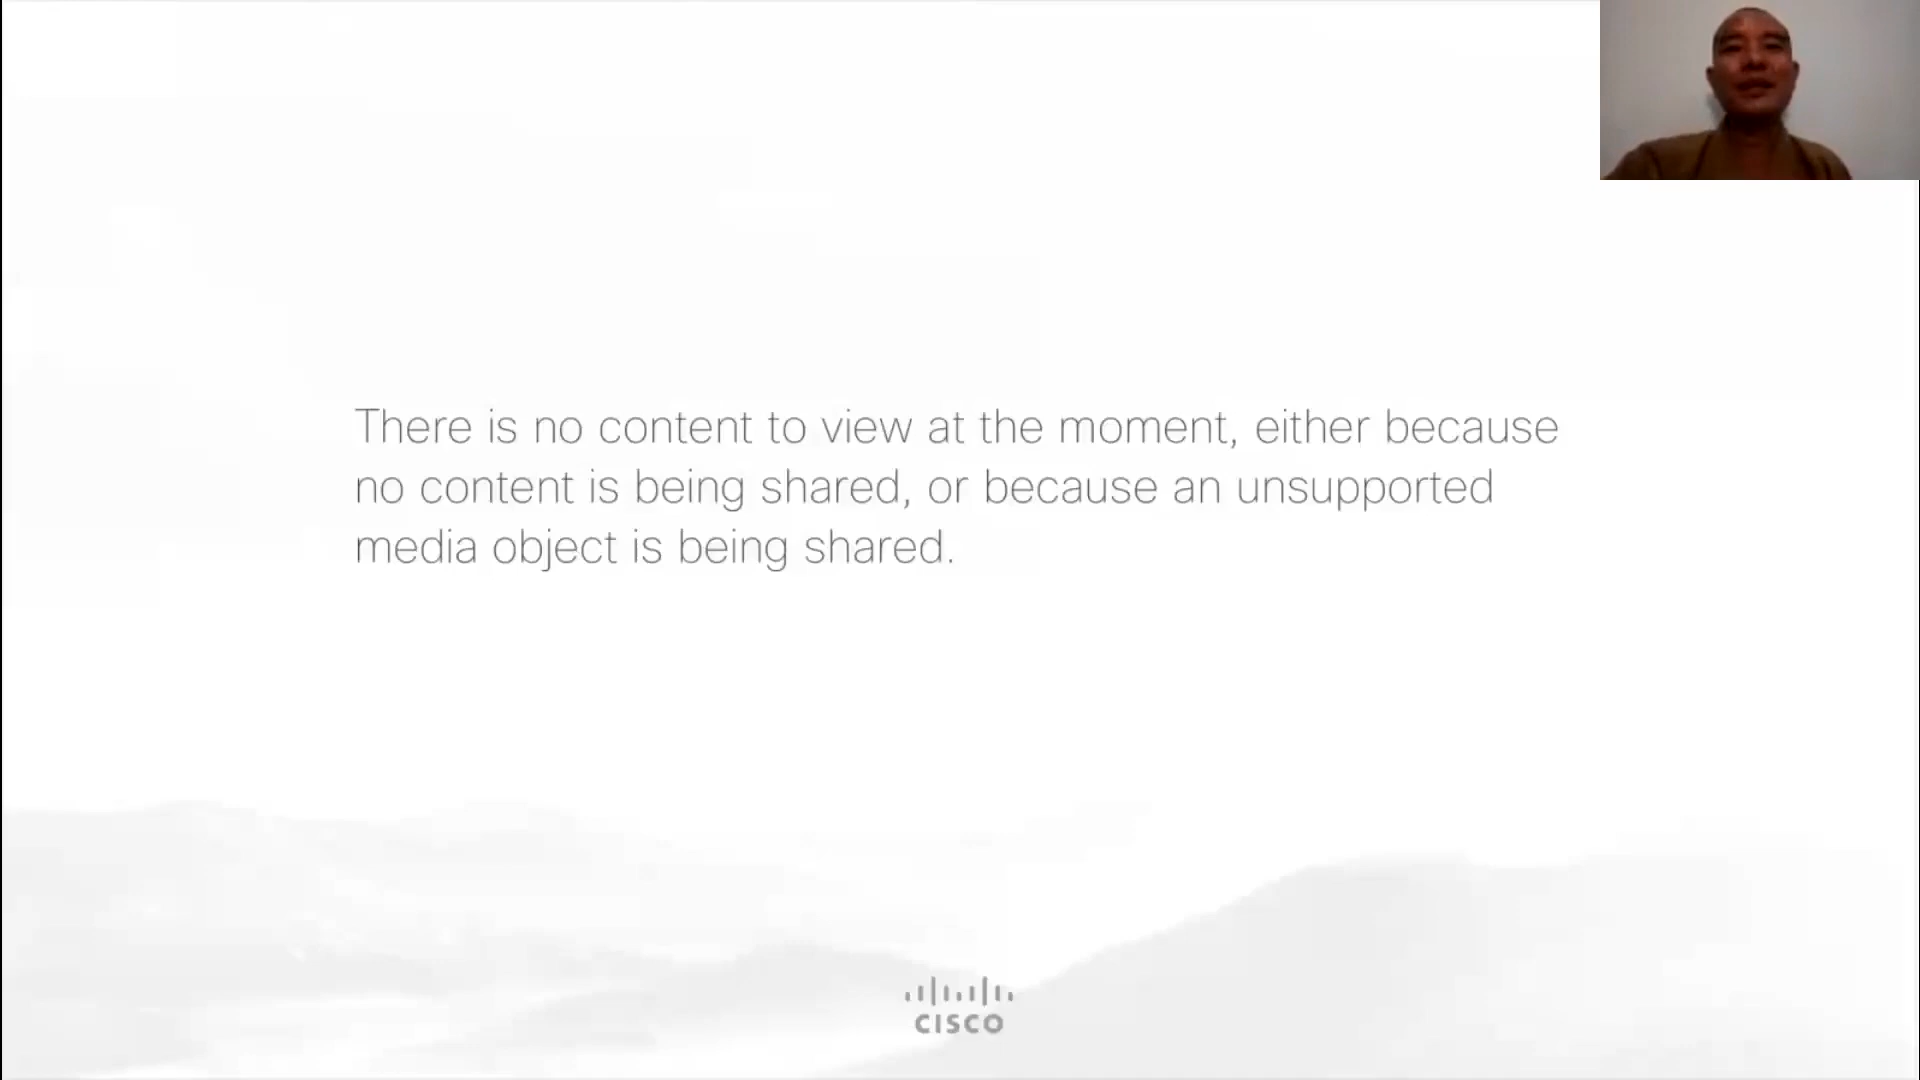 There is no content to view at the moment, either because
no content is being shared, or because an unsupported
media object is being shared.
CISCO